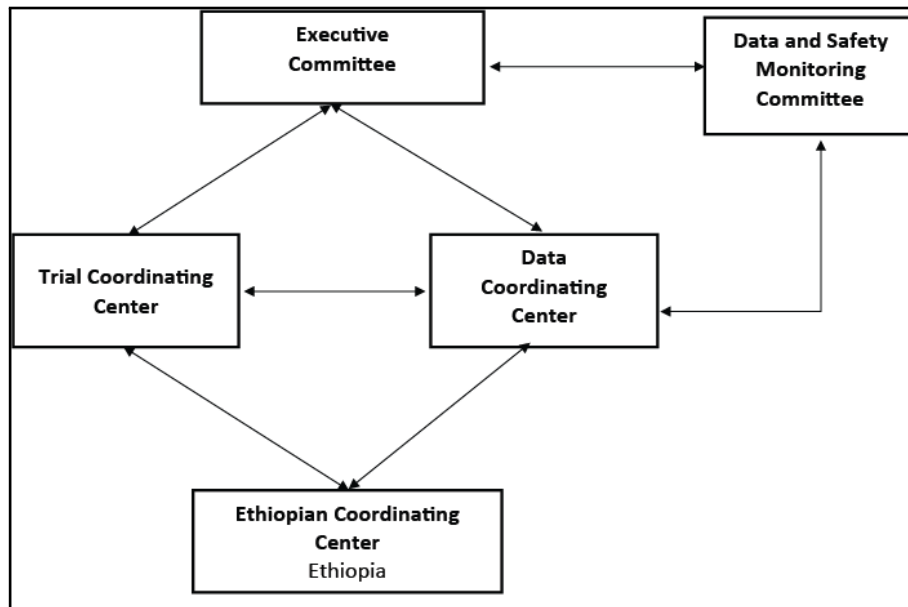 Executive
Committee
Data and Safety
Monitoring
Committee
Trial Coordinating
Center
Data
Coordinating
Center
Ethiopian Coordinating
Center
Ethiopia